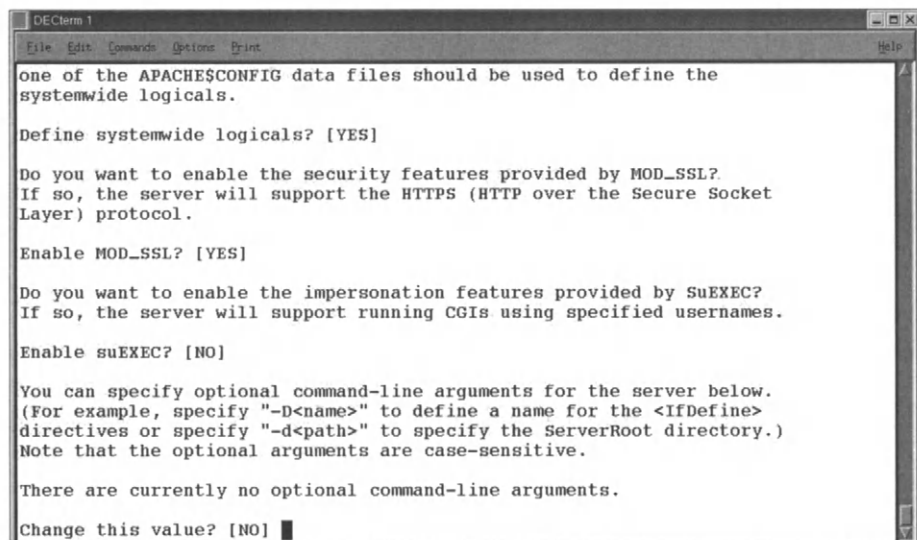 DECterm 1
File Edit Commands Options Print Help
one of the APACHE$CONFIG data files should be used to define the
systemwide logicals.
Define systemwide logicals? [YES]
Do you want to enable the security features provided by MOD_SSL?
If so, the server will support the HTTPS (HTTP over the Secure Socket
Layer) protocol.
Enable MOD_SSL? [YES]
Do you want to enable the impersonation features provided by SuEXEC?
If so, the server will support running CGIs using specified usernames.
Enable suEXEC? [NO]
You can specify optional command-line arguments for the server below.
(For example, specify "-D<name>" to define a name for the <IfDefine>
directives or specify "-d<path>" to specify the ServerRoot directory.)
Note that the optional arguments are case-sensitive.
There are currently no optional command-line arguments.
Change this value? [NO]